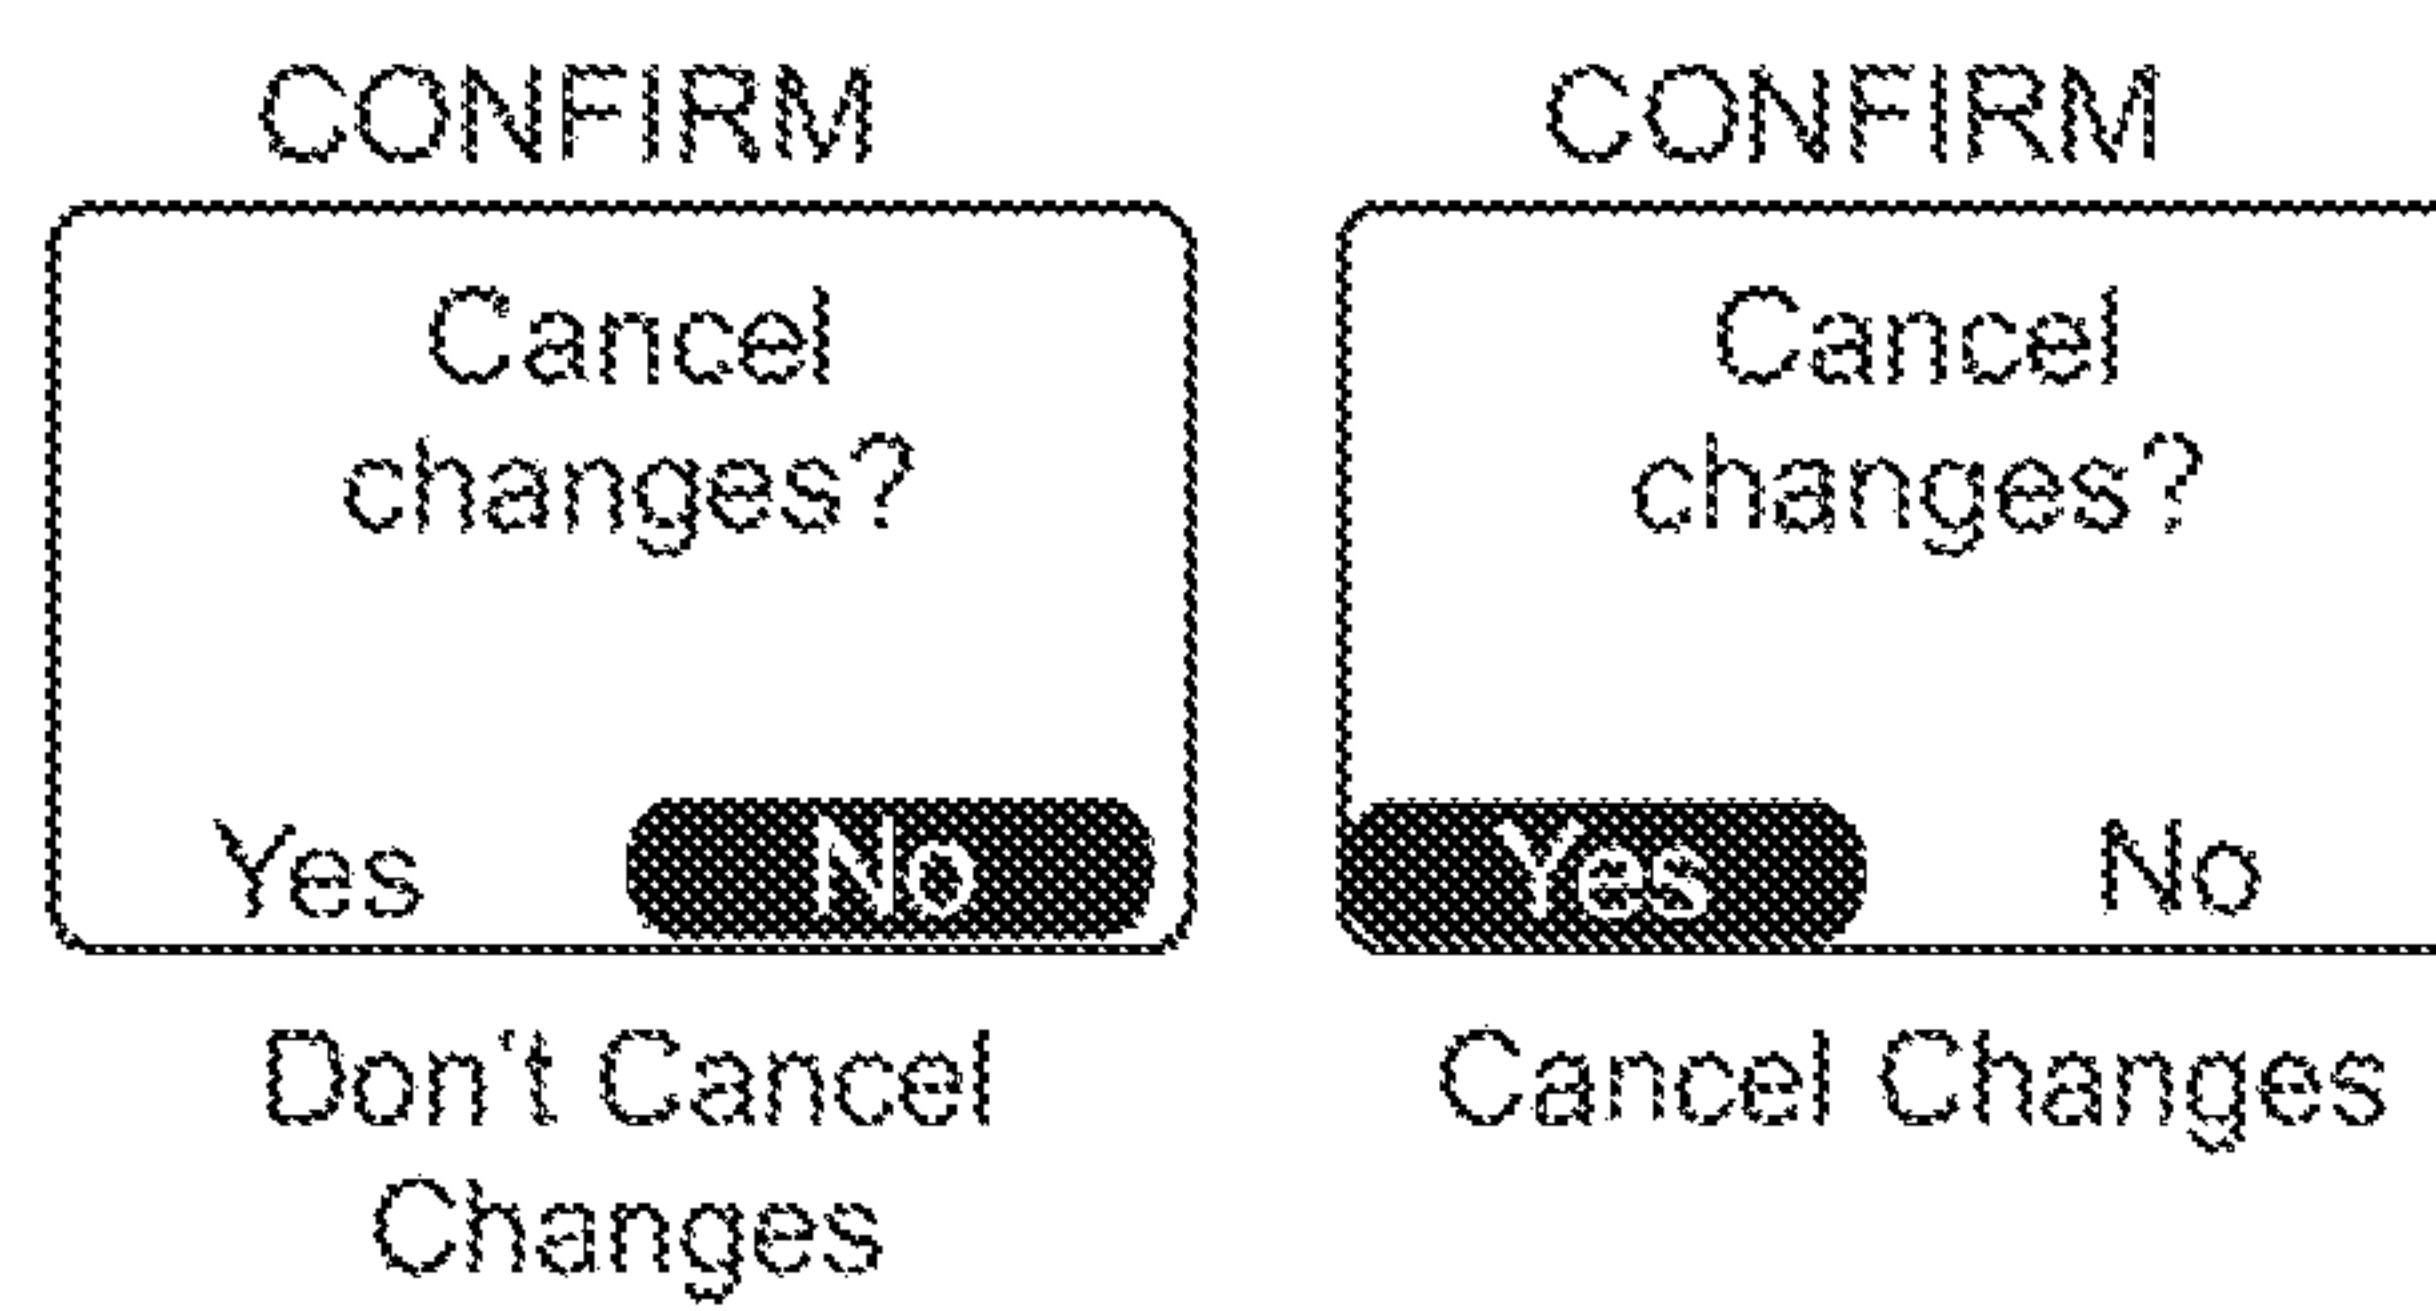 CONFIRM
Cancel
changes?
Yes No
Don't Cancel
Changes
CONFIRM
Cancel
changes?
Yes No
Cancel Changes